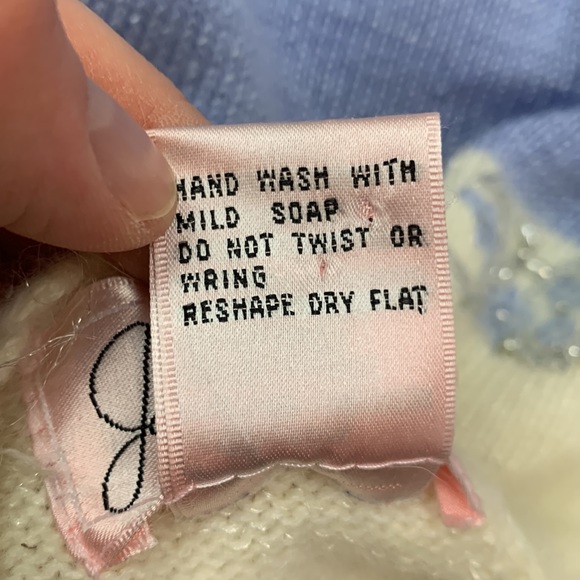 HAND WASH WITH
MILD SOAP
DO NOT TWIST OR
WRING
RESHAPE DRY FLAT